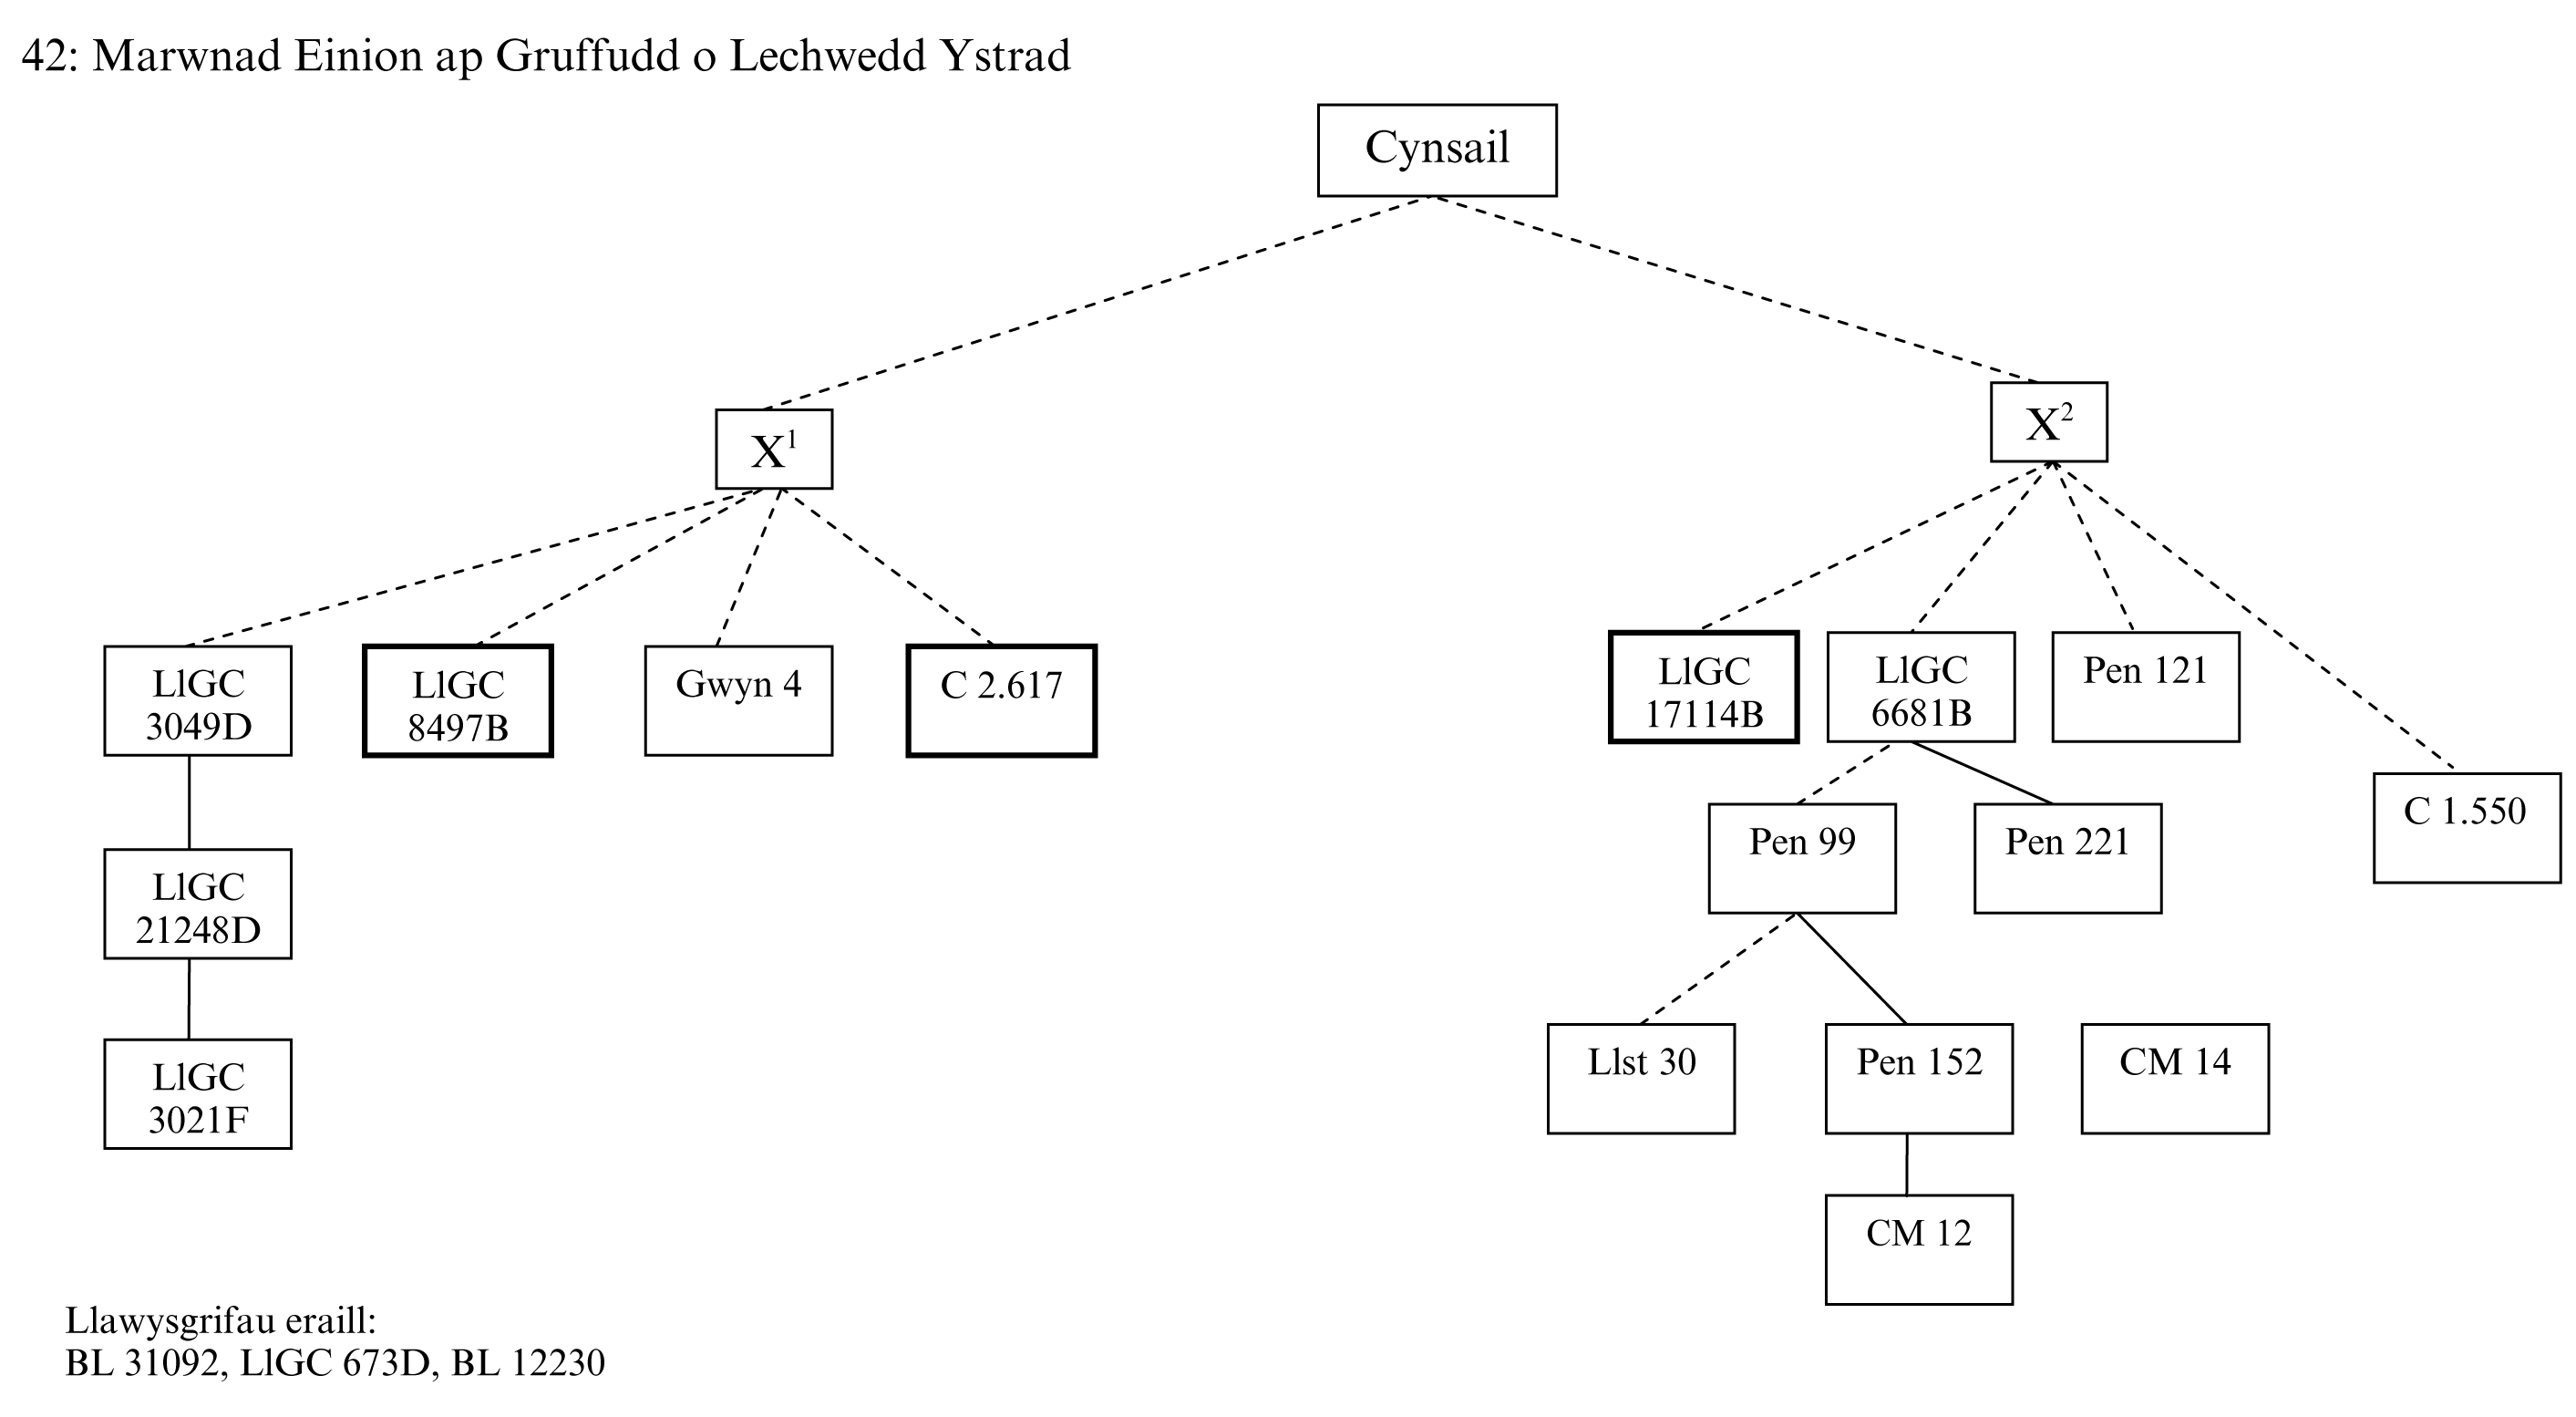 42: Marwnad Einion ap Gruffudd o Lechwedd Ystrad
Cynsail
X¹
X²
LlGC
3049D
LlGC
8497B
Gwyn 4
C 2.617
LlGC
17114B
LlGC
6681B
Pen 121
C 1.550
Pen 99
Pen 221
LlGC
21248D
Llst 30
Pen 152
CM 14
LlGC
3021F
CM 12
Llawysgrifau eraill:
BL 31092, LlGC 673D, BL 12230